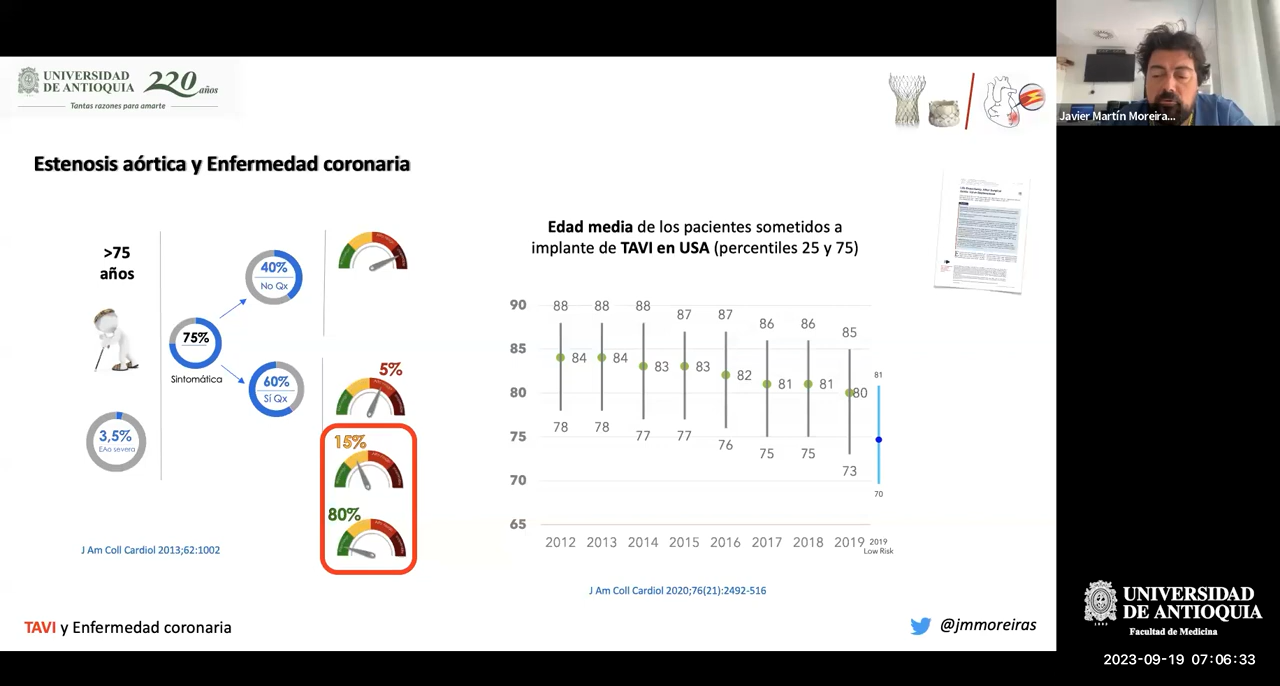 UNIVERSIDAD
DE ANTIOQUIA
220 años
Tantas razones para amarte
Javier Martín Moreira...
Estenosis aórtica y Enfermedad coronaria
>75
años
3,5%
EAo severa
75%
Sintomática
40%
No Qx
60%
Sí Qx
5%
15%
80%
J Am Coll Cardiol 2013;62:1002
Edad media de los pacientes sometidos a
implante de TAVI en USA (percentiles 25 y 75)
90
85
80
75
70
65
88 88 88 87 87 86 86 85
84 84 83 83 82 81 81 80
78 78 77 77 76 75 75 73
81
70
2012 2013 2014 2015 2016 2017 2018 2019 2019
Low Risk
J Am Coll Cardiol 2020;76(21):2492-516
TAVI y Enfermedad coronaria
@jmmoreiras
UNIVERSIDAD
DE ANTIOQUIA
1803
Facultad de Medicina
2023-09-19 07:06:33